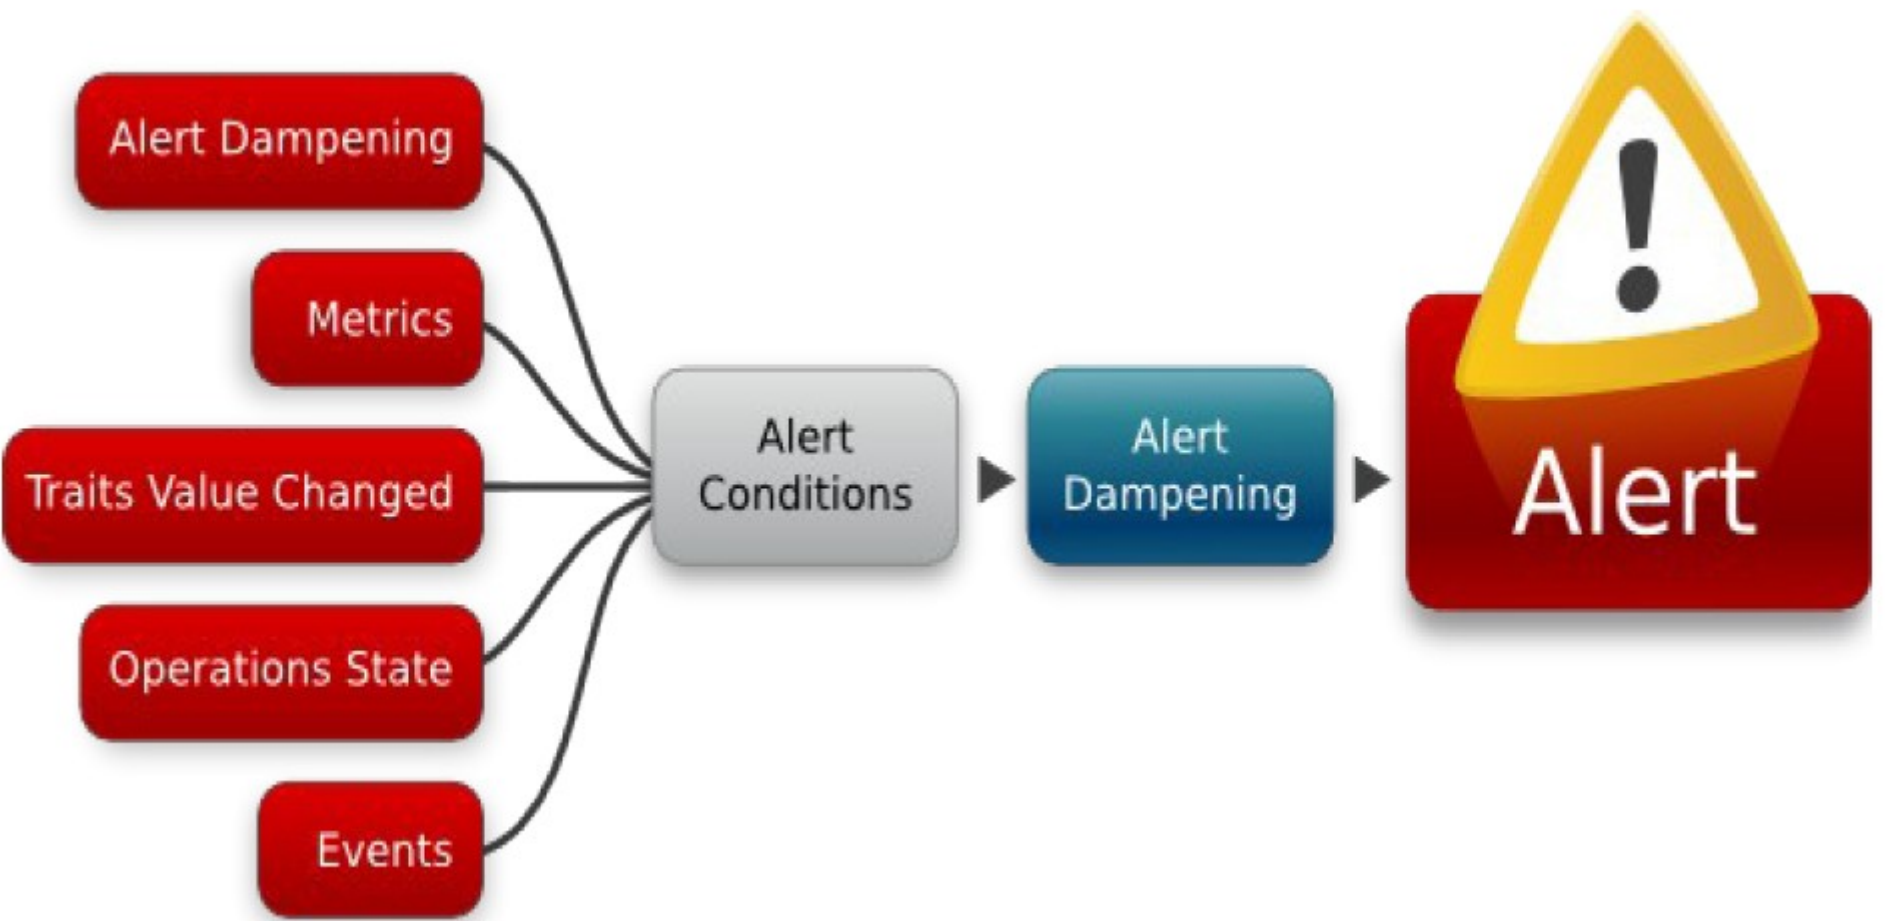 Alert Dampening
Metrics
Traits Value Changed
Operations State
Events
Alert
Conditions
Alert
Dampening
!
Alert